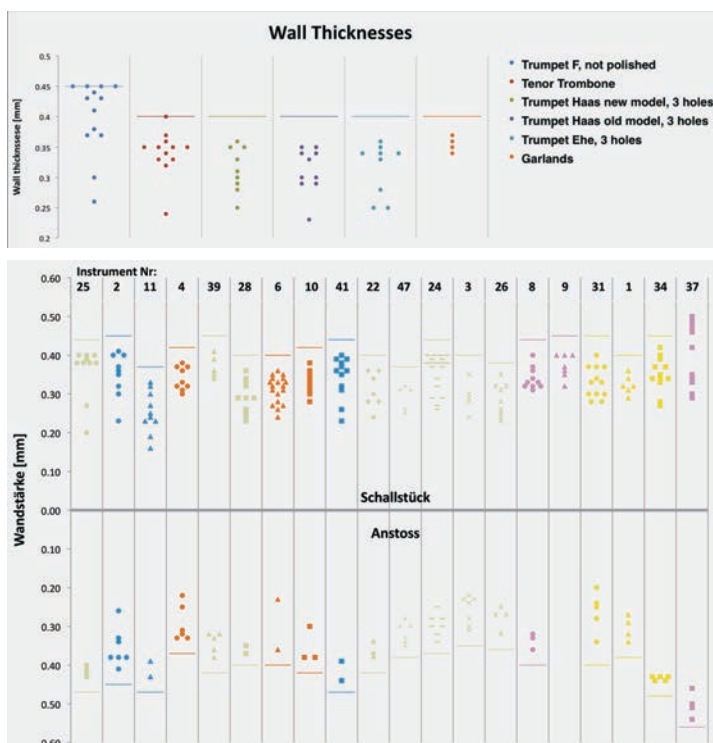 Wall Thicknesses
Wall thicknssese [mm]
0.5
0.45
0.4
0.35
0.3
0.25
0.2
Trumpet F, not polished
Tenor Trombone
Trumpet Haas new model, 3 holes
Trumpet Haas old model, 3 holes
Trumpet Ehe, 3 holes
Garlands
Instrument Nr:
25 2 11 4 39 28 6 10 41 22 47 24 3 26 8 9 31 1 34 37
Wandstärke [mm]
0.60
0.50
0.40
0.30
0.20
0.10
0.00
0.10
0.20
0.30
0.40
0.50
0.60
Schallstück
Anstoss